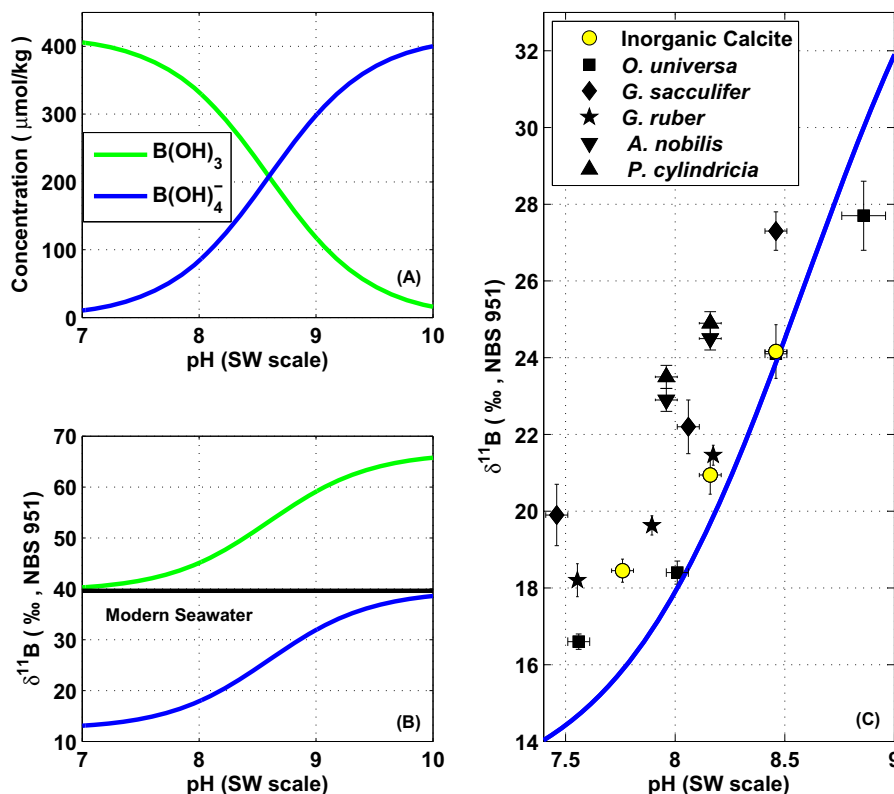 400
300
200
100
0
Concentration ( μmol/kg)
B(OH)₃
B(OH)₄⁻
(A)
7 8 9 10
pH (SW scale)
70
60
50
40
30
20
10
δ¹¹B ( ‰ , NBS 951)
Modern Seawater
(B)
7 8 9 10
pH (SW scale)
32
30
28
26
24
22
20
18
16
14
δ¹¹B ( ‰ , NBS 951)
Inorganic Calcite
O. universa
G. sacculifer
G. ruber
A. nobilis
P. cylindricia
(C)
7.5 8 8.5 9
pH (SW scale)